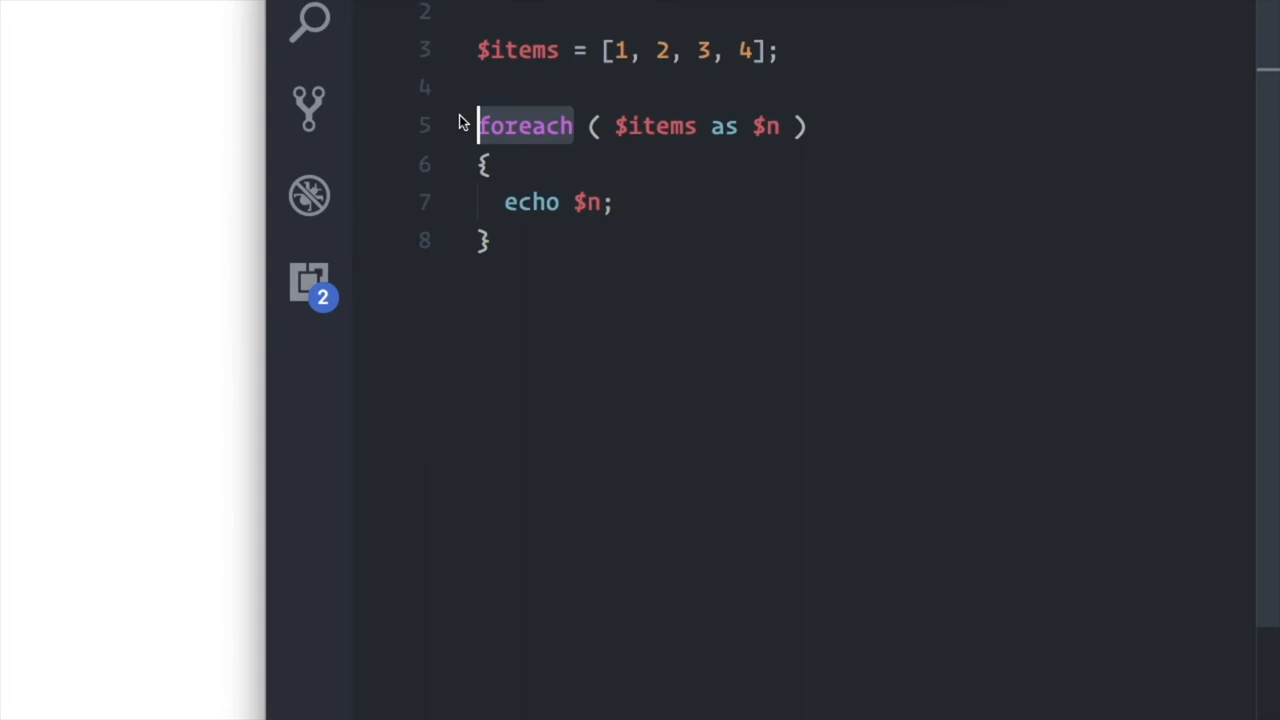 2
3 $items = [1, 2, 3, 4];
4
5 foreach ( $items as $n )
6 {
7 echo $n;
8 }
2